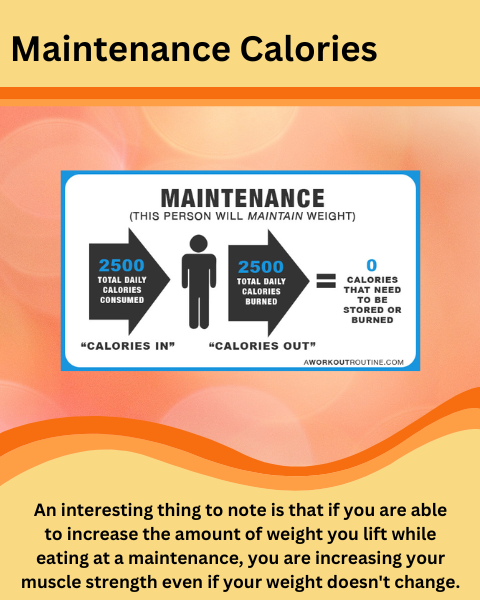 Maintenance Calories
MAINTENANCE
(THIS PERSON WILL MAINTAIN WEIGHT)
2500
TOTAL DAILY
CALORIES
CONSUMED
2500
TOTAL DAILY
CALORIES
BURNED
=
0
CALORIES
THAT NEED
TO BE
STORED OR
BURNED
“CALORIES IN”
“CALORIES OUT”
AWORKOUTROUTINE.COM
An interesting thing to note is that if you are able
to increase the amount of weight you lift while
eating at a maintenance, you are increasing your
muscle strength even if your weight doesn't change.